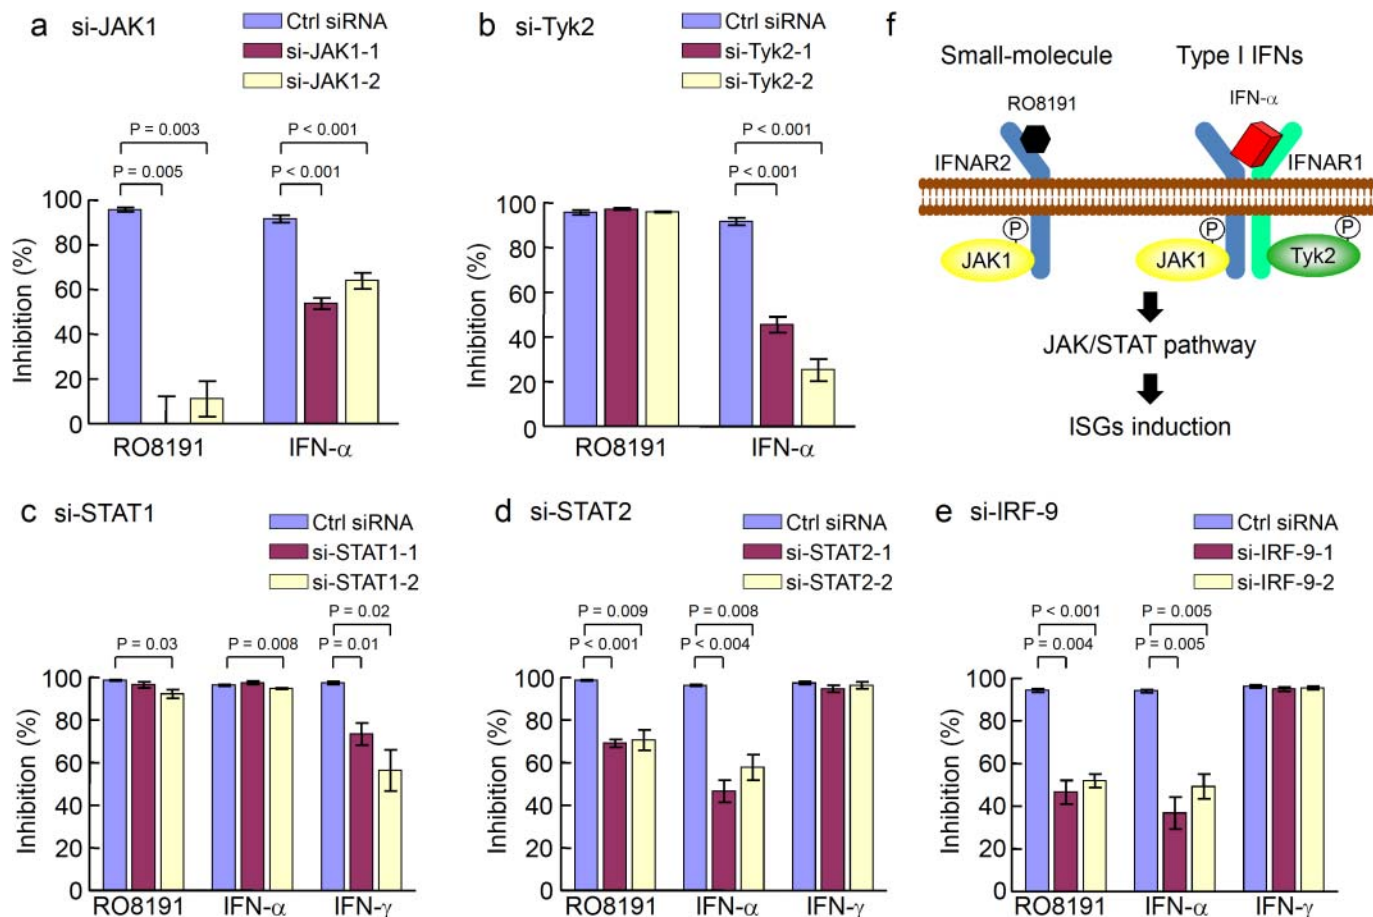 a si-JAK1
Ctrl siRNA
si-JAK1-1
si-JAK1-2
P = 0.003
P = 0.005
P < 0.001
P < 0.001
Inhibition (%)
100
80
60
40
20
0
RO8191
IFN-α
b si-Tyk2
Ctrl siRNA
si-Tyk2-1
si-Tyk2-2
P < 0.001
P < 0.001
Inhibition (%)
100
80
60
40
20
0
RO8191
IFN-α
f
Small-molecule
Type I IFNs
RO8191
IFN-α
IFNAR2
IFNAR1
P
P
P
JAK1
JAK1
Tyk2
JAK/STAT pathway
ISGs induction
c si-STAT1
Ctrl siRNA
si-STAT1-1
si-STAT1-2
P = 0.03
P = 0.008
P = 0.02
P = 0.01
Inhibition (%)
100
80
60
40
20
0
RO8191
IFN-α
IFN-γ
d si-STAT2
Ctrl siRNA
si-STAT2-1
si-STAT2-2
P = 0.009
P < 0.001
P = 0.008
P < 0.004
Inhibition (%)
100
80
60
40
20
0
RO8191
IFN-α
IFN-γ
e si-IRF-9
Ctrl siRNA
si-IRF-9-1
si-IRF-9-2
P < 0.001
P = 0.004
P = 0.005
P = 0.005
Inhibition (%)
100
80
60
40
20
0
RO8191
IFN-α
IFN-γ